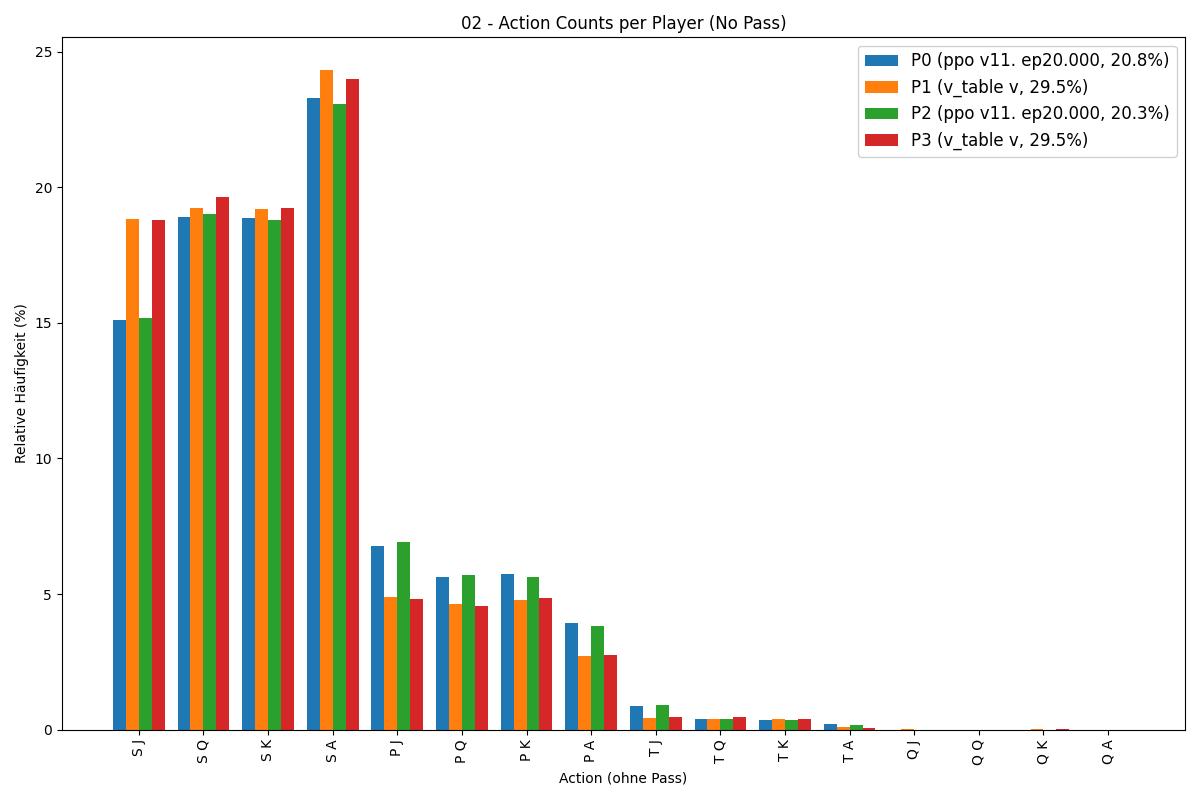 02 - Action Counts per Player (No Pass)
P0 (ppo v11. ep20.000, 20.8%)
P1 (v_table v, 29.5%)
P2 (ppo v11. ep20.000, 20.3%)
P3 (v_table v, 29.5%)
Relative Häufigkeit (%)
25
20
15
10
5
0
S J
S Q
S K
S A
P J
P Q
P K
P A
T J
T Q
T K
T A
Q J
Q Q
Q K
Q A
Action (ohne Pass)